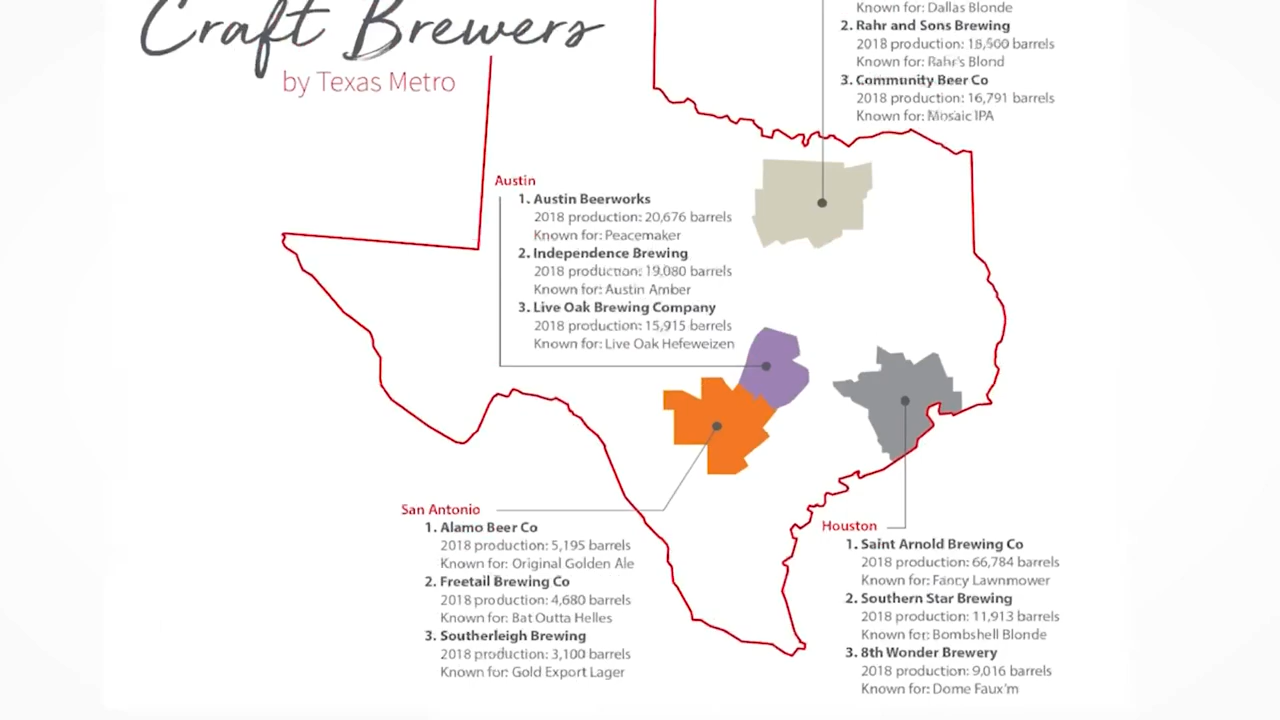 Craft Brewers
by Texas Metro
Known for: Dallas Blonde
2. Rahr and Sons Brewing
2018 production: 18,500 barrels
Known for: Rahr's Blond
3. Community Beer Co
2018 production: 16,791 barrels
Known for: Mosaic IPA
Austin
1. Austin Beerworks
2018 production: 20,676 barrels
Known for: Peacemaker
2. Independence Brewing
2018 production: 19,080 barrels
Known for: Austin Amber
3. Live Oak Brewing Company
2018 production: 15,915 barrels
Known for: Live Oak Hefeweizen
San Antonio
1. Alamo Beer Co
2018 production: 5,195 barrels
Known for: Original Golden Ale
2. Freetail Brewing Co
2018 production: 4,680 barrels
Known for: Bat Outta Helles
3. Southerleigh Brewing
2018 production: 3,100 barrels
Known for: Gold Export Lager
Houston
1. Saint Arnold Brewing Co
2018 production: 66,784 barrels
Known for: Fancy Lawnmower
2. Southern Star Brewing
2018 production: 11,913 barrels
Known for: Bombshell Blonde
3. 8th Wonder Brewery
2018 production: 9,016 barrels
Known for: Dome Faux'm